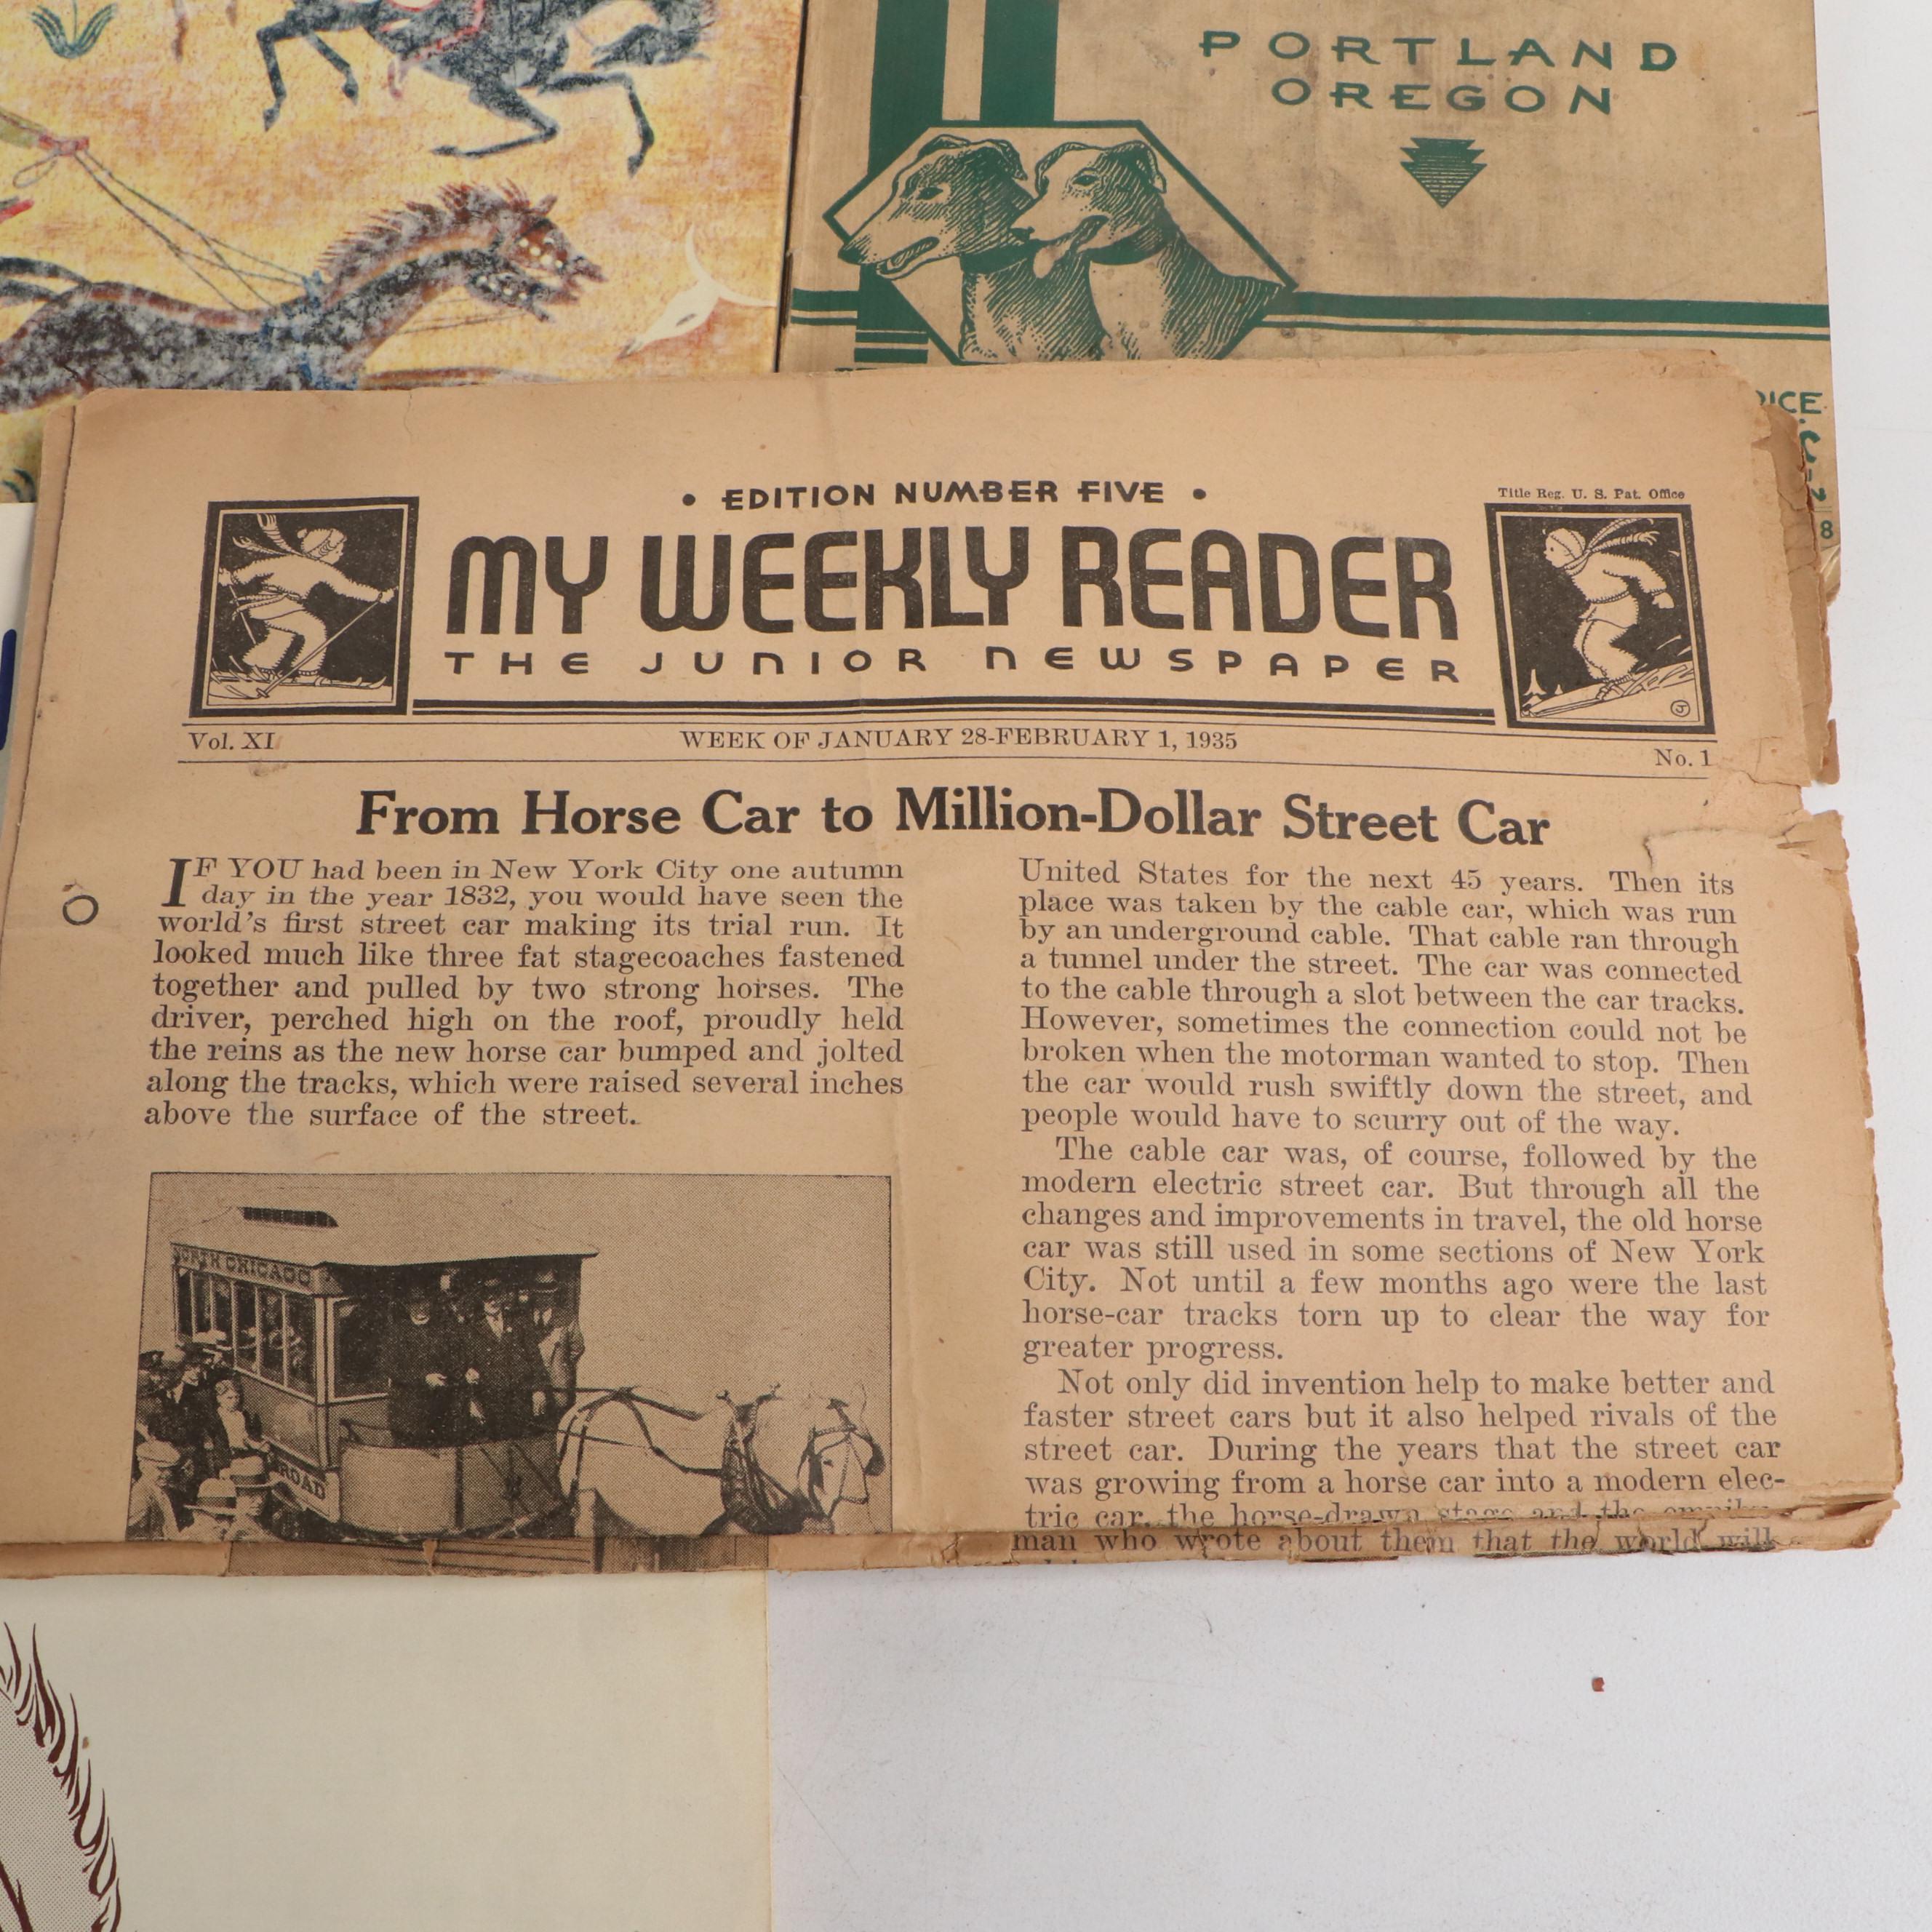 PORTLAND
OREGON
8
• EDITION NUMBER FIVE •
Title Reg. U. S. Pat. Office
MY WEEKLY READER
THE JUNIOR NEWSPAPER
J
Vol. XI
WEEK OF JANUARY 28-FEBRUARY 1, 1935
No. 1
From Horse Car to Million-Dollar Street Car
IF YOU had been in New York City one autumn
day in the year 1832, you would have seen the
world's first street car making its trial run. It
looked much like three fat stagecoaches fastened
together and pulled by two strong horses. The
driver, perched high on the roof, proudly held
the reins as the new horse car bumped and jolted
along the tracks, which were raised several inches
above the surface of the street.
NORTH CHICAGO
ROAD
United States for the next 45 years. Then its
place was taken by the cable car, which was run
by an underground cable. That cable ran through
a tunnel under the street. The car was connected
to the cable through a slot between the car tracks.
However, sometimes the connection could not be
broken when the motorman wanted to stop. Then
the car would rush swiftly down the street, and
people would have to scurry out of the way.
The cable car was, of course, followed by the
modern electric street car. But through all the
changes and improvements in travel, the old horse
car was still used in some sections of New York
City. Not until a few months ago were the last
horse-car tracks torn up to clear the way for
greater progress.
Not only did invention help to make better and
faster street cars but it also helped rivals of the
street car. During the years that the street car
was growing from a horse car into a modern elec-
tric car, the horse-drawn stage and the
man who wrote about them that the world will